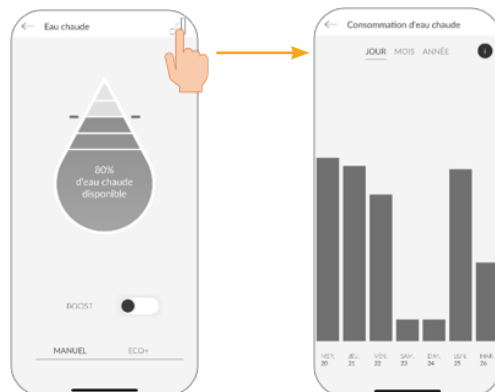 Eau chaude
80%
d'eau chaude
disponible
BOOST
MANUEL ECO+
Consommation d'eau chaude
JOUR MOIS ANNÉE
i
MER. JEU. VEN. SAM. DIM. LUN. MAR.
20 21 22 23 24 25 26